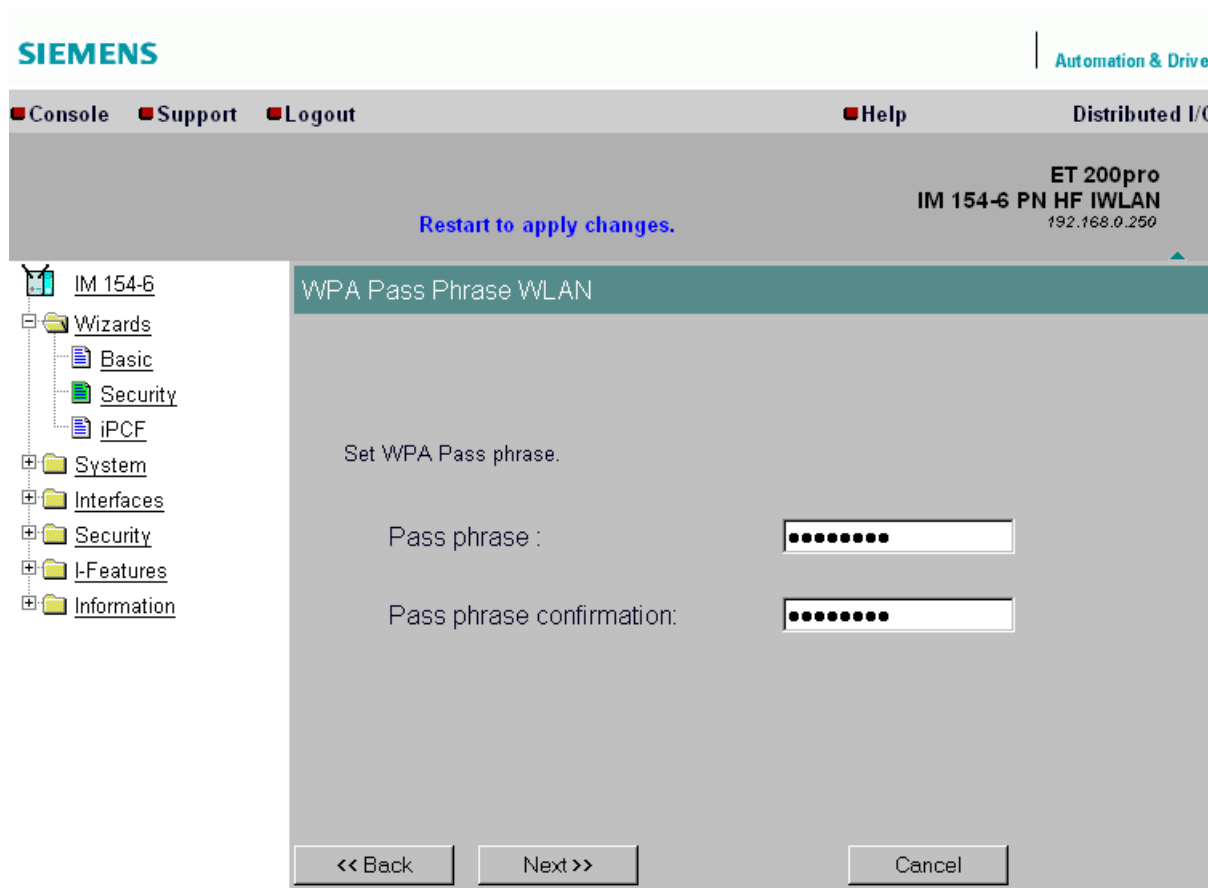 SIEMENS
Automation & Drive
Console Support Logout Help Distributed I/
ET 200pro
IM 154-6 PN HF IWLAN
192.168.0.250
Restart to apply changes.
IM 154-6
Wizards
Basic
Security
iPCF
System
Interfaces
Security
I-Features
Information
WPA Pass Phrase WLAN
Set WPA Pass phrase.
Pass phrase : ••••••••
Pass phrase confirmation: ••••••••
<< Back Next >> Cancel